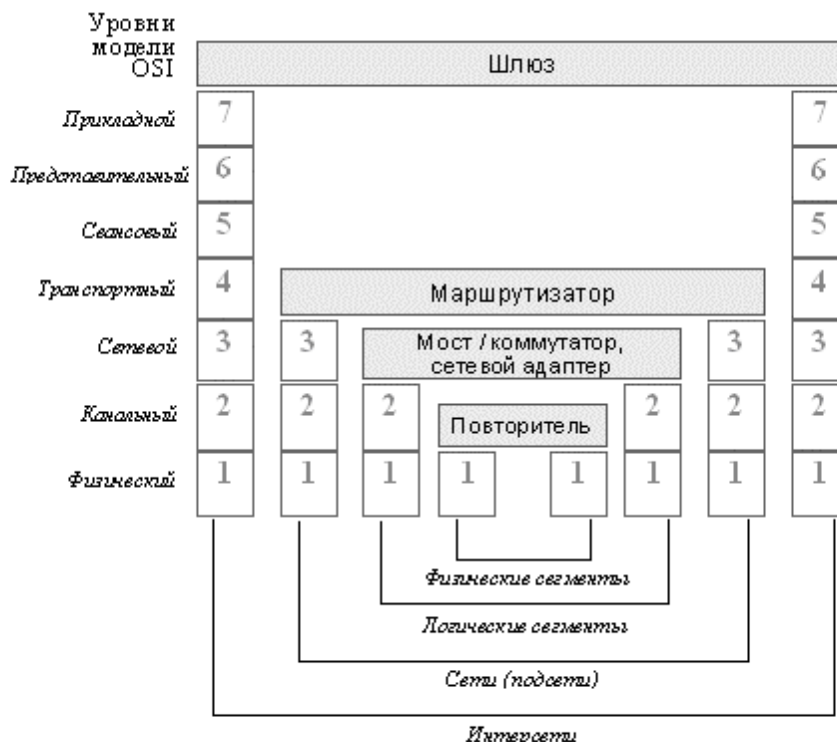 Уровни
модели
OSI
Шлюз
Прикладной 7 7
Представительный 6 6
Сеансовый 5 5
Транспортный 4 Маршрутизатор 4
Сетевой 3 3 Мост / коммутатор, 3 3
сетевой адаптер
Канальный 2 2 2 Повторитель 2 2 2
Физический 1 1 1 1 1 1 1 1
Физические сегменты
Логические сегменты
Сети (подсети)
Интерсети